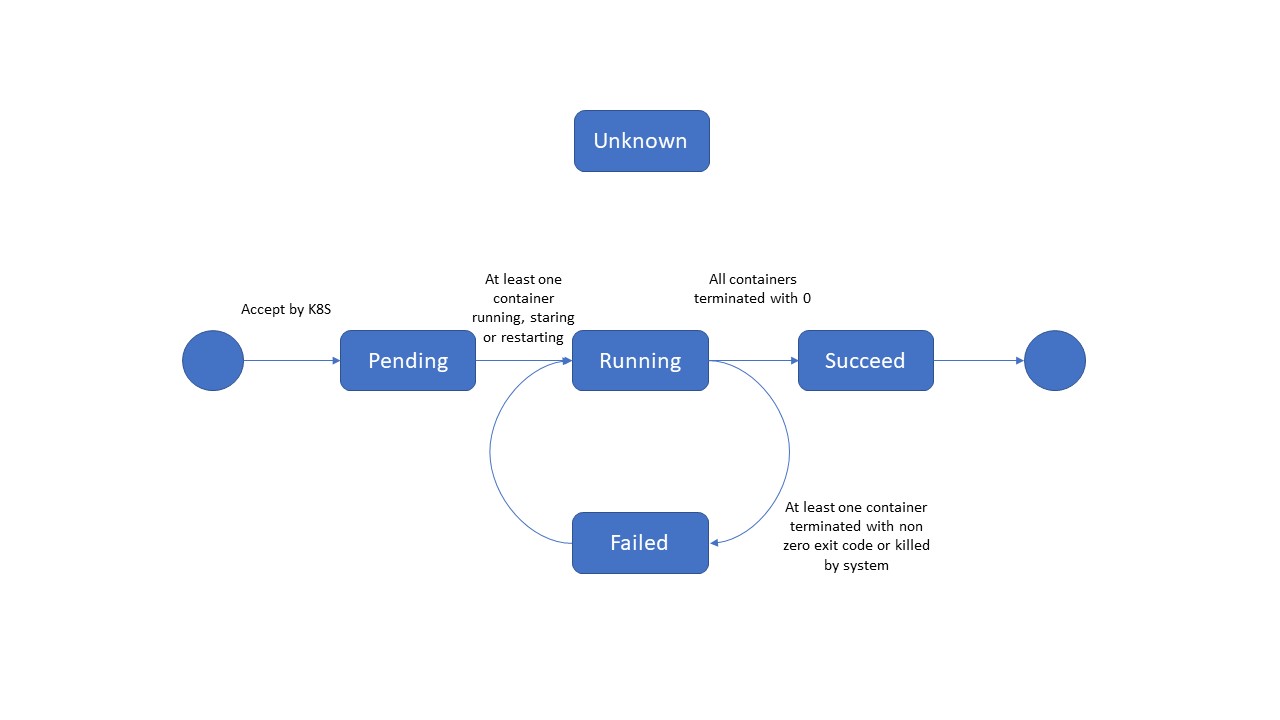 Unknown
At least one
container
running, staring
or restarting
All containers
terminated with 0
Accept by K8S
Pending
Running
Succeed
At least one container
terminated with non
zero exit code or killed
by system
Failed